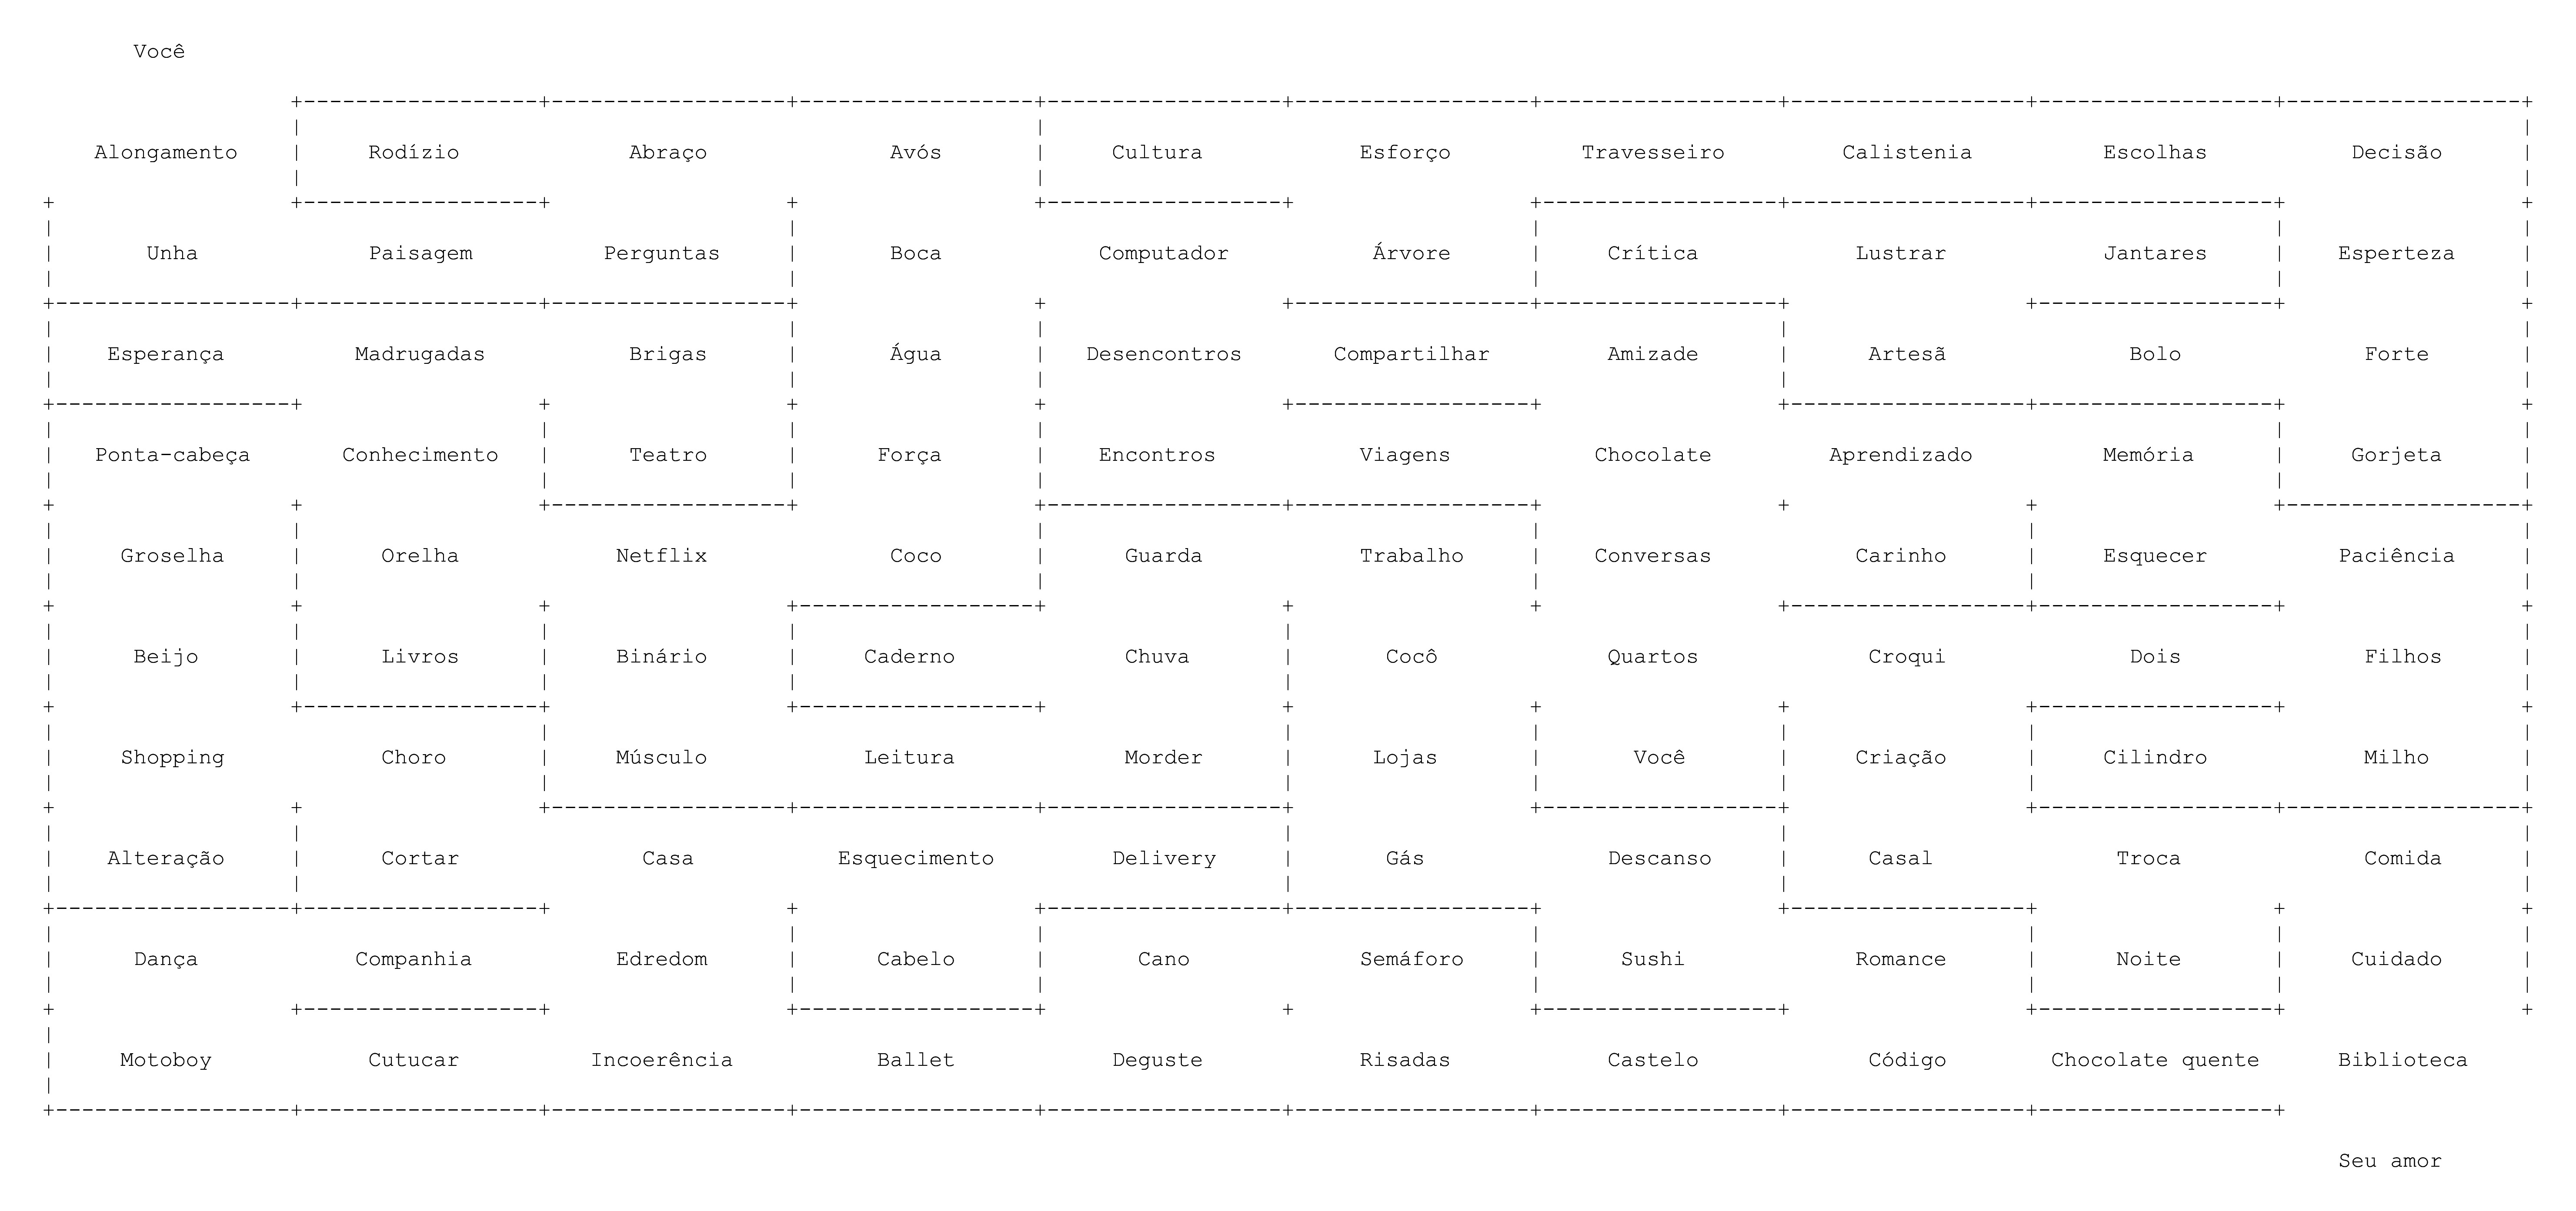 Você
Alongamento Rodízio Abraço Avós Cultura Esforço Travesseiro Calistenia Escolhas Decisão
Unha Paisagem Perguntas Boca Computador Árvore Crítica Lustrar Jantares Esperteza
Esperança Madrugadas Brigas Água Desencontros Compartilhar Amizade Artesã Bolo Forte
Ponta-cabeça Conhecimento Teatro Força Encontros Viagens Chocolate Aprendizado Memória Gorjeta
Groselha Orelha Netflix Coco Guarda Trabalho Conversas Carinho Esquecer Paciência
Beijo Livros Binário Caderno Chuva Cocô Quartos Croqui Dois Filhos
Shopping Choro Músculo Leitura Morder Lojas Você Criação Cilindro Milho
Alteração Cortar Casa Esquecimento Delivery Gás Descanso Casal Troca Comida
Dança Companhia Edredom Cabelo Cano Semáforo Sushi Romance Noite Cuidado
Motoboy Cutucar Incoerência Ballet Deguste Risadas Castelo Código Chocolate quente Biblioteca
Seu amor